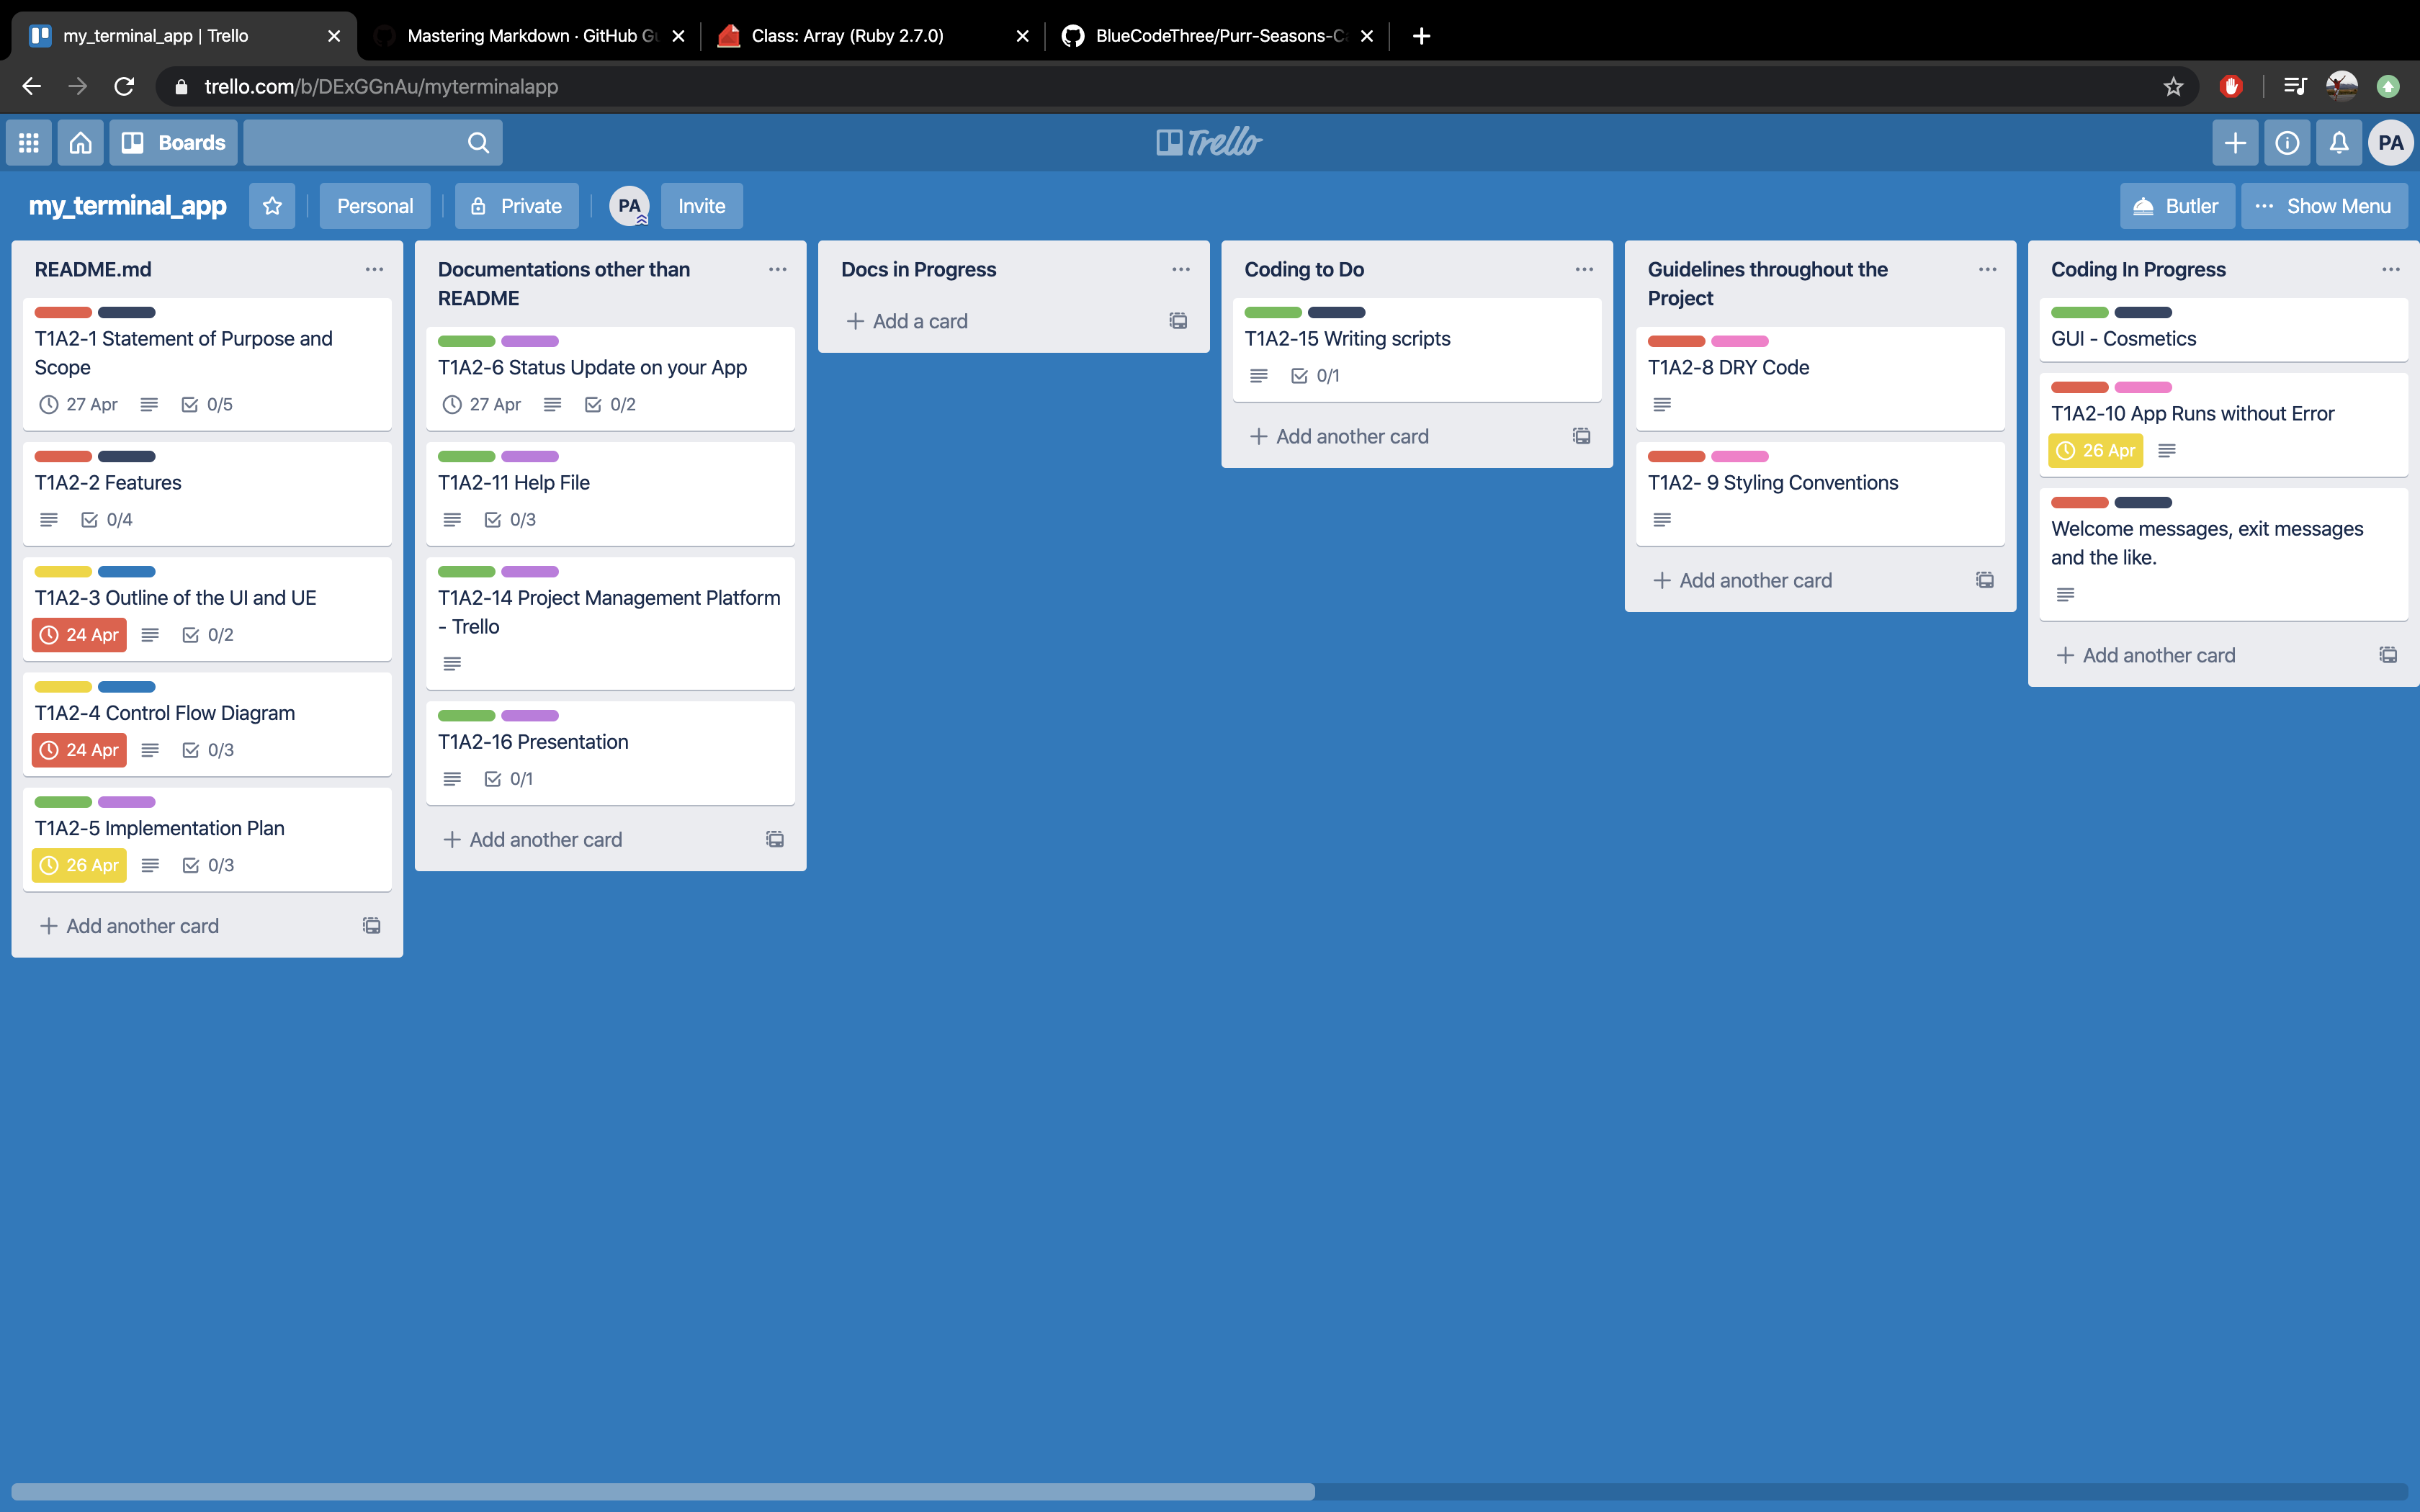 my_terminal_app | Trello
Mastering Markdown · GitHub Gu
Class: Array (Ruby 2.7.0)
BlueCodeThree/Purr-Seasons-Ca
trello.com/b/DExGGnAu/myterminalapp
Boards
Trello
PA
my_terminal_app
Personal
Private
PA
Invite
Butler
Show Menu
README.md
T1A2-1 Statement of Purpose and
Scope
27 Apr
0/5
T1A2-2 Features
0/4
T1A2-3 Outline of the UI and UE
24 Apr
0/2
T1A2-4 Control Flow Diagram
24 Apr
0/3
T1A2-5 Implementation Plan
26 Apr
0/3
Add another card
Documentations other than
README
T1A2-6 Status Update on your App
27 Apr
0/2
T1A2-11 Help File
0/3
T1A2-14 Project Management Platform
- Trello
T1A2-16 Presentation
0/1
Add another card
Docs in Progress
Add a card
Coding to Do
T1A2-15 Writing scripts
0/1
Add another card
Guidelines throughout the
Project
T1A2-8 DRY Code
T1A2- 9 Styling Conventions
Add another card
Coding In Progress
GUI - Cosmetics
T1A2-10 App Runs without Error
26 Apr
Welcome messages, exit messages
and the like.
Add another card